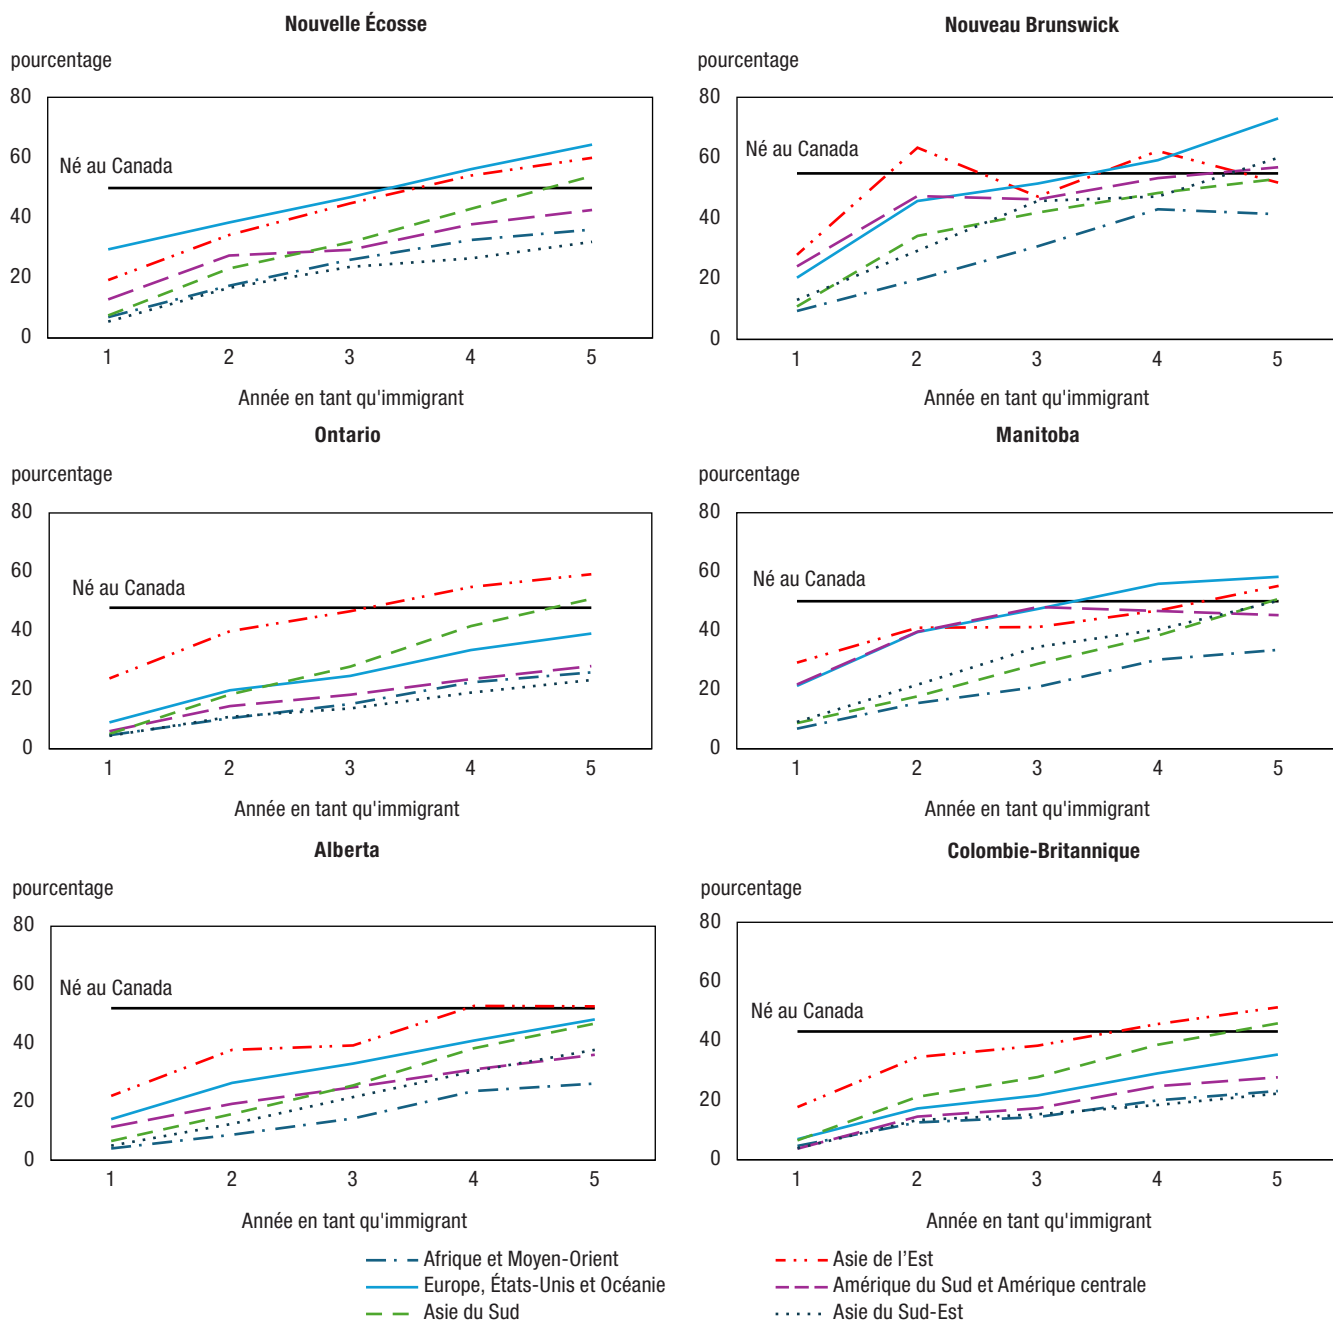 Nouvelle Écosse
pourcentage
80
60
40
20
0
Né au Canada
1 2 3 4 5
Année en tant qu'immigrant
Nouveau Brunswick
pourcentage
80
60
40
20
0
Né au Canada
1 2 3 4 5
Année en tant qu'immigrant
Ontario
pourcentage
80
60
40
20
0
Né au Canada
1 2 3 4 5
Année en tant qu'immigrant
Manitoba
pourcentage
80
60
40
20
0
Né au Canada
1 2 3 4 5
Année en tant qu'immigrant
Alberta
pourcentage
80
60
40
20
0
Né au Canada
1 2 3 4 5
Année en tant qu'immigrant
Colombie-Britannique
pourcentage
80
60
40
20
0
Né au Canada
1 2 3 4 5
Année en tant qu'immigrant
Afrique et Moyen-Orient
Europe, États-Unis et Océanie
Asie du Sud
Asie de l’Est
Amérique du Sud et Amérique centrale
Asie du Sud-Est